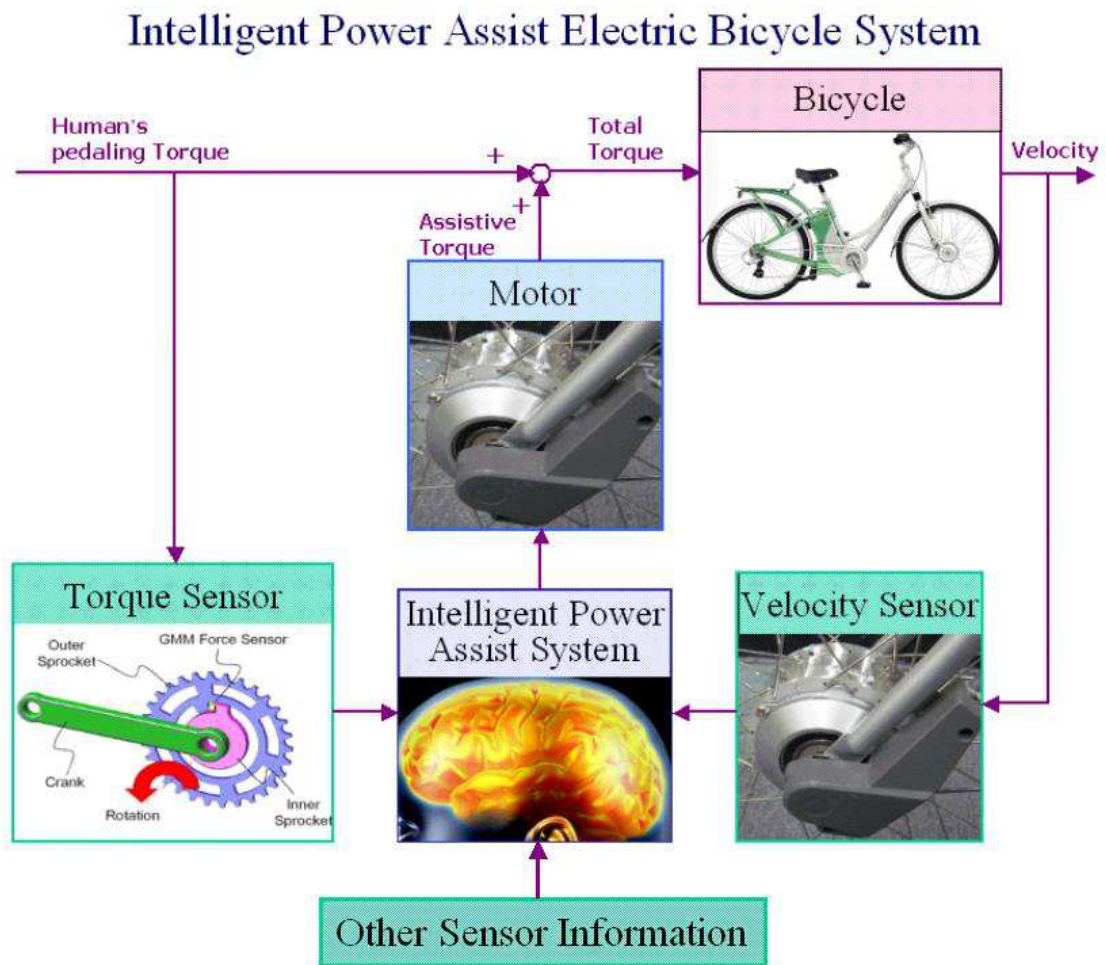 Intelligent Power Assist Electric Bicycle System
Bicycle
Human's
pedaling Torque
+
Total
Torque
Velocity
+
Assistive
Torque
Motor
Torque Sensor
GMM Force Sensor
Outer
Sprocket
Crank
Rotation
Inner
Sprocket
Intelligent Power
Assist System
Velocity Sensor
Other Sensor Information